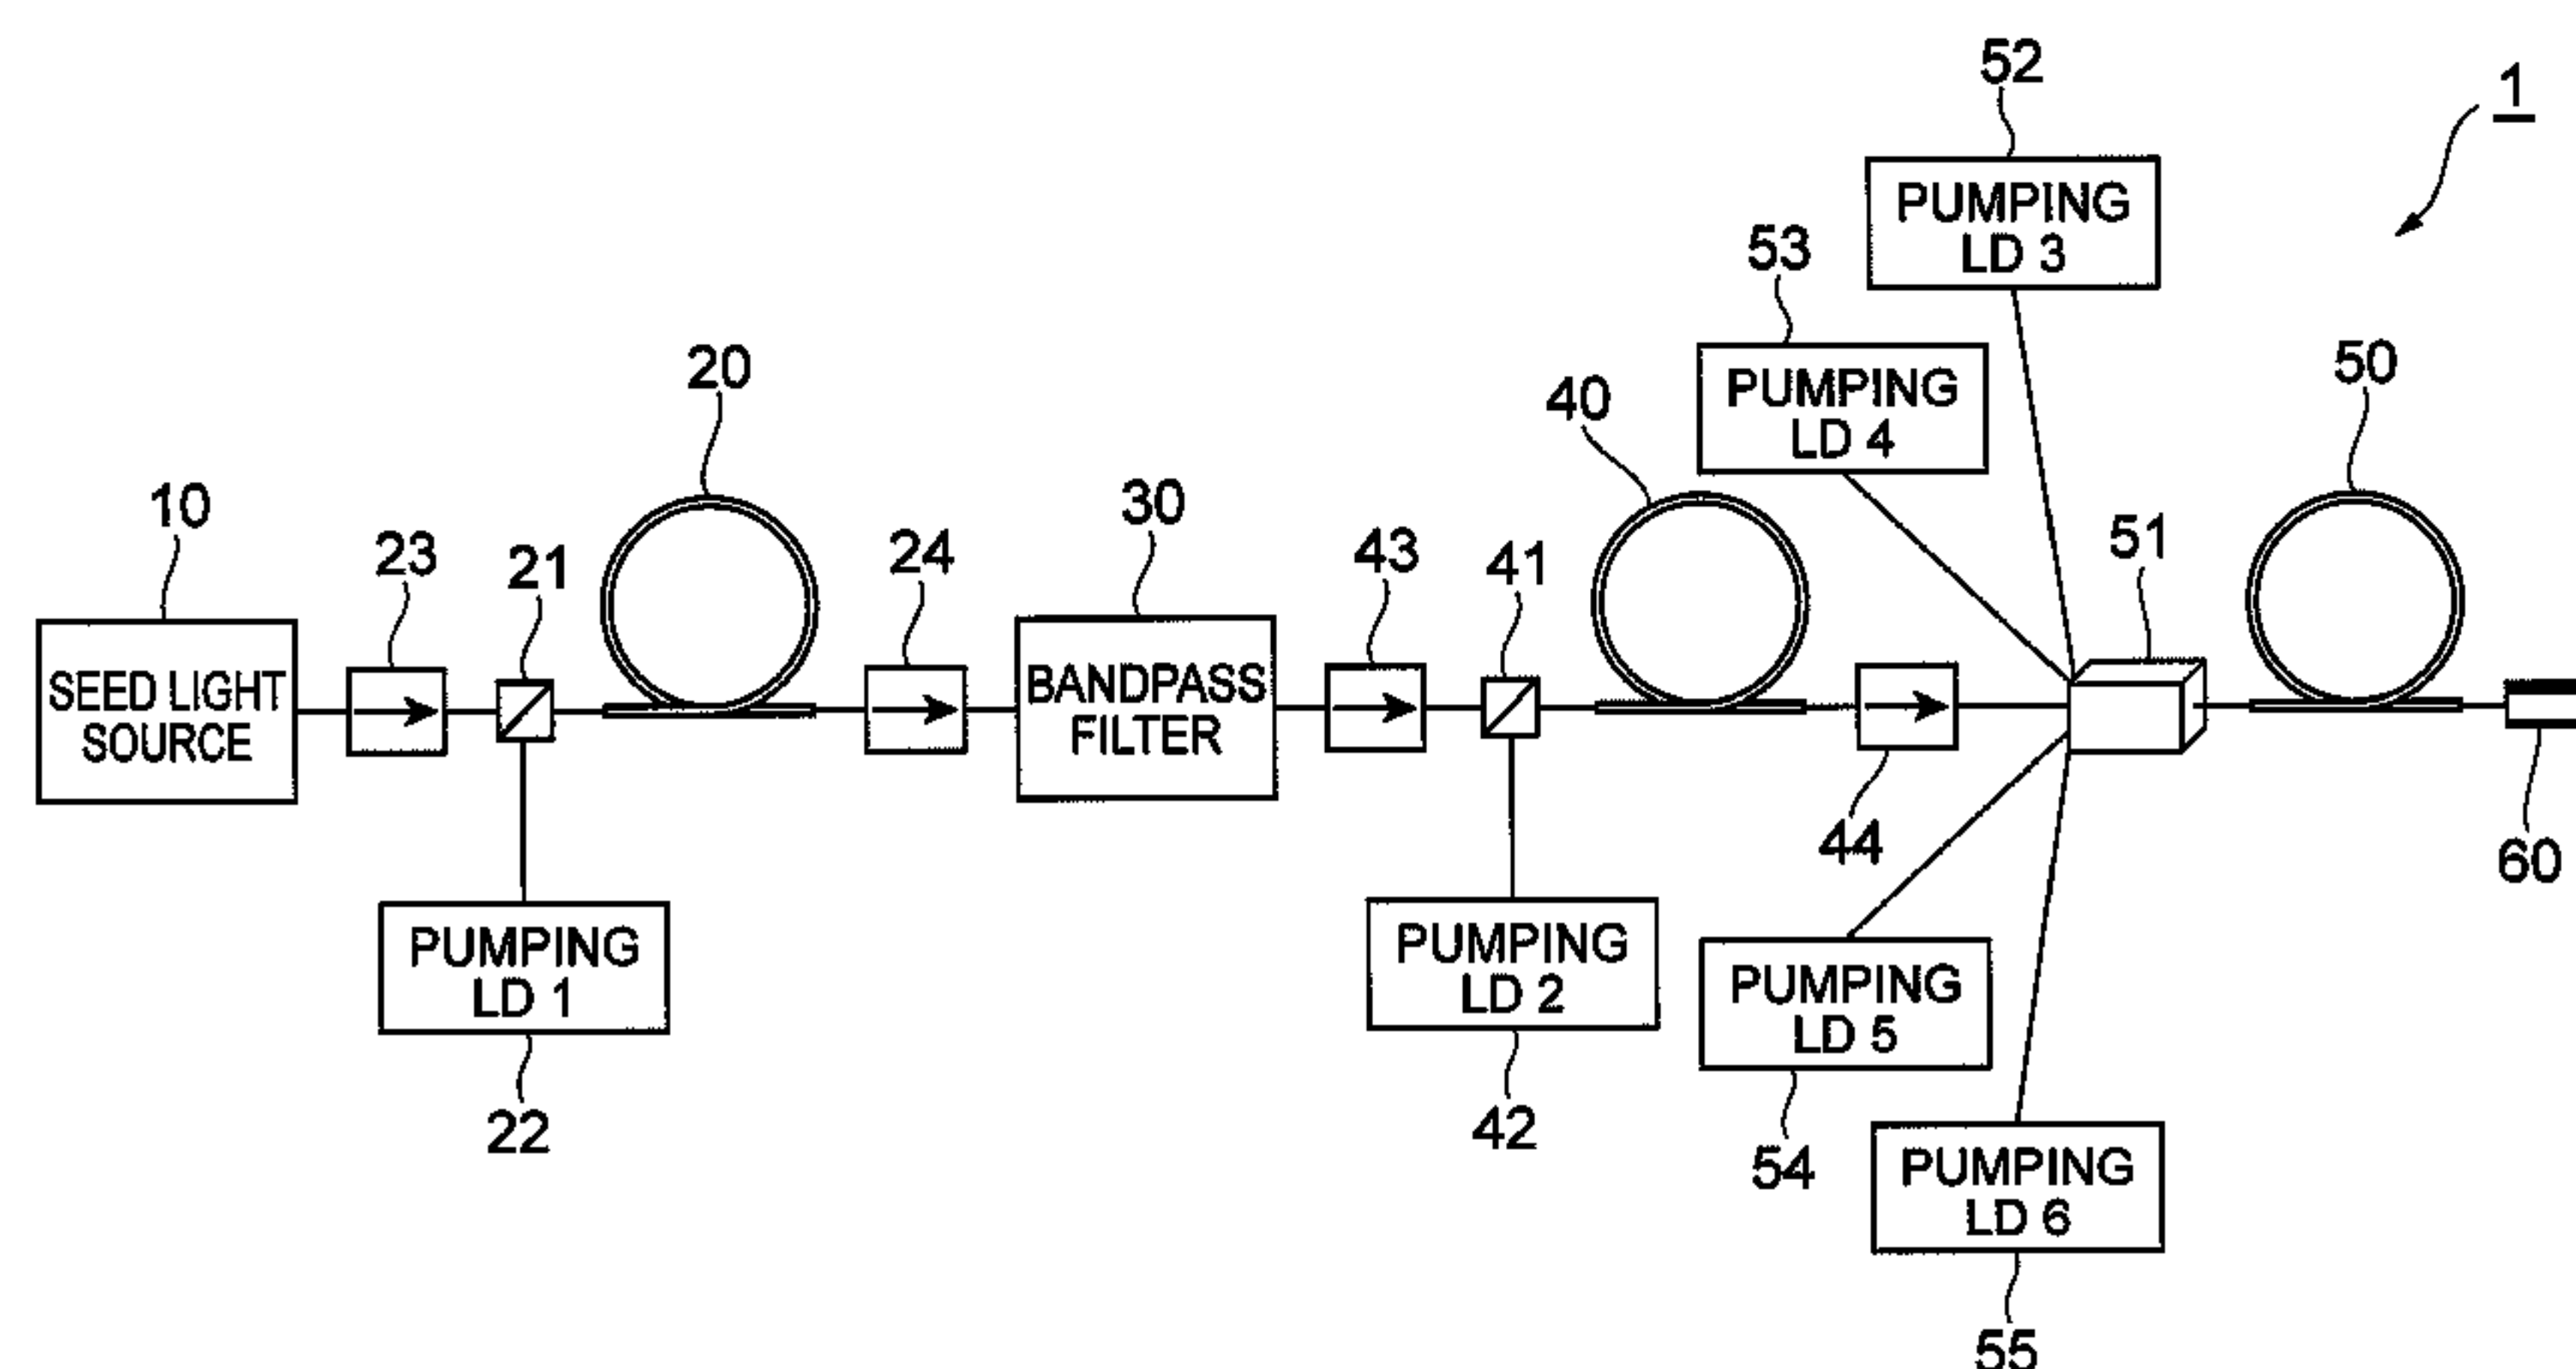 52
1
PUMPING
LD 3
53
PUMPING
LD 4
20
40
50
10
23
21
24
30
43
41
51
SEED LIGHT
SOURCE
BANDPASS
FILTER
44
60
PUMPING
LD 1
PUMPING
LD 2
PUMPING
LD 5
22
42
54
PUMPING
LD 6
55